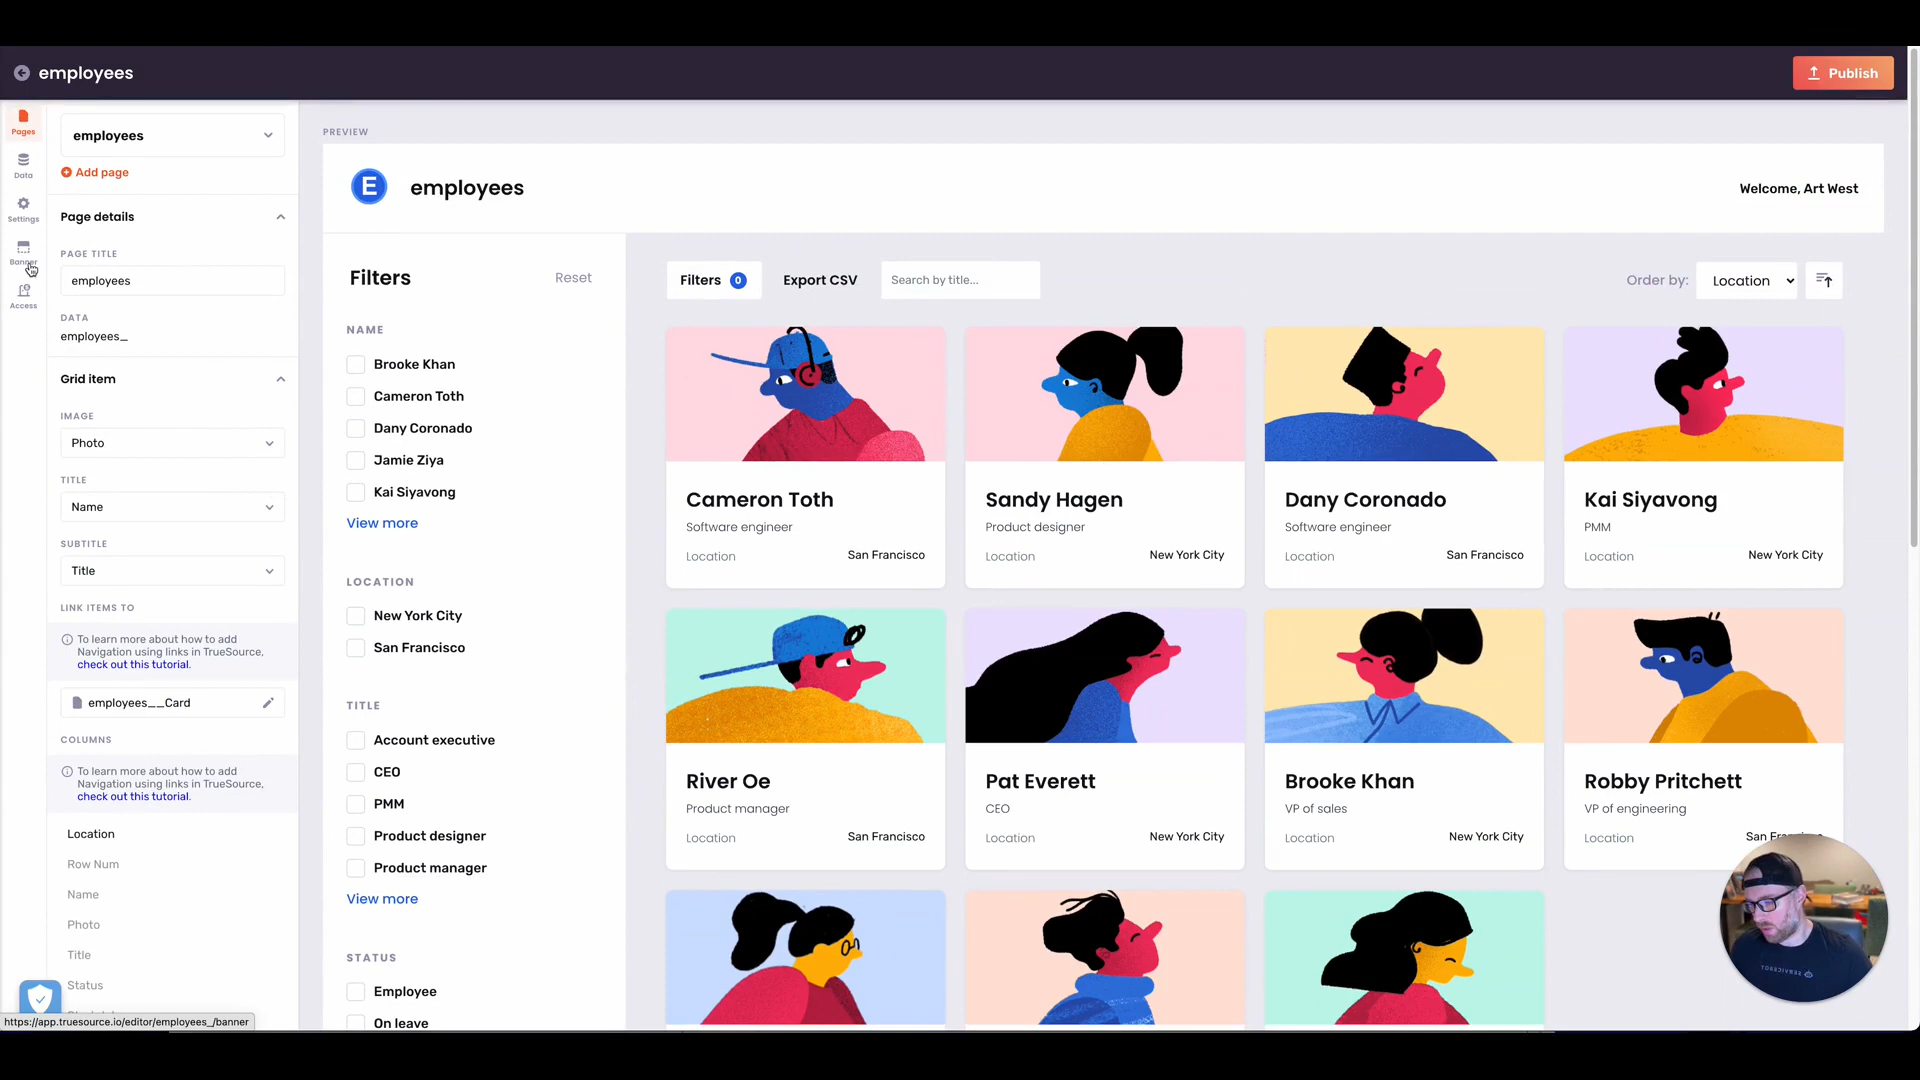 employees
Publish
Pages
Data
Settings
Banner
Access
employees
Add page
Page details
PAGE TITLE
employees
DATA
employees_
Grid item
IMAGE
Photo
TITLE
Name
SUBTITLE
Title
LINK ITEMS TO
To learn more about how to add
Navigation using links in TrueSource,
check out this tutorial.
employees__Card
COLUMNS
To learn more about how to add
Navigation using links in TrueSource,
check out this tutorial.
Location
Row Num
Name
Photo
Title
Status
https://app.truesource.io/editor/employees_/banner
PREVIEW
E employees
Welcome, Art West
Filters Reset
NAME
Brooke Khan
Cameron Toth
Dany Coronado
Jamie Ziya
Kai Siyavong
View more
LOCATION
New York City
San Francisco
TITLE
Account executive
CEO
PMM
Product designer
Product manager
View more
STATUS
Employee
On leave
Filters 0 Export CSV Search by title...
Order by: Location
Cameron Toth
Software engineer
Location San Francisco
Sandy Hagen
Product designer
Location New York City
Dany Coronado
Software engineer
Location San Francisco
Kai Siyavong
PMM
Location New York City
River Oe
Product manager
Location San Francisco
Pat Everett
CEO
Location New York City
Brooke Khan
VP of sales
Location New York City
Robby Pritchett
VP of engineering
Location San
SERVICEBOT